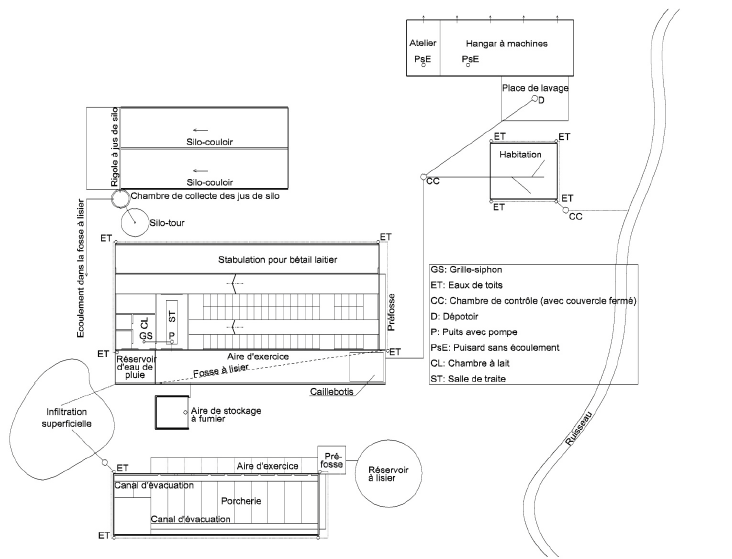 Atelier
Hangar à machines
PsE
PsE
Place de lavage
D
ET
ET
Habitation
CC
ET
ET
CC
Rigole à jus de silo
Silo-couloir
Silo-couloir
Chambre de collecte des jus de silo
Silo-tour
Ecoulement dans la fosse à lisier
ET
ET
Stabulation pour bétail laitier
CL
GS
ST
P
Préfosse
GS: Grille-siphon
ET: Eaux de toits
CC: Chambre de contrôle (avec couvercle fermé)
D: Dépotoir
P: Puits avec pompe
PsE: Puisard sans écoulement
CL: Chambre à lait
ST: Salle de traite
ET
ET
Réservoir
d'eau de
pluie
Aire d'exercice
Fosse à lisier
Caillebotis
Infiltration
superficielle
Aire de stockage
à fumier
Ruisseau
ET
Aire d'exercice
Pré-
fosse
Réservoir
à lisier
Canal d'évacuation
Porcherie
Canal d'évacuation
ET